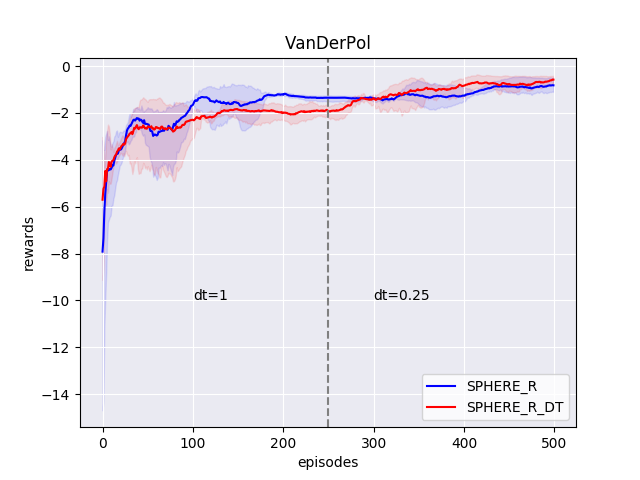 VanDerPol
rewards
0
−2
−4
−6
−8
−10
−12
−14
dt=1
dt=0.25
SPHERE_R
SPHERE_R_DT
0
100
200
300
400
500
episodes